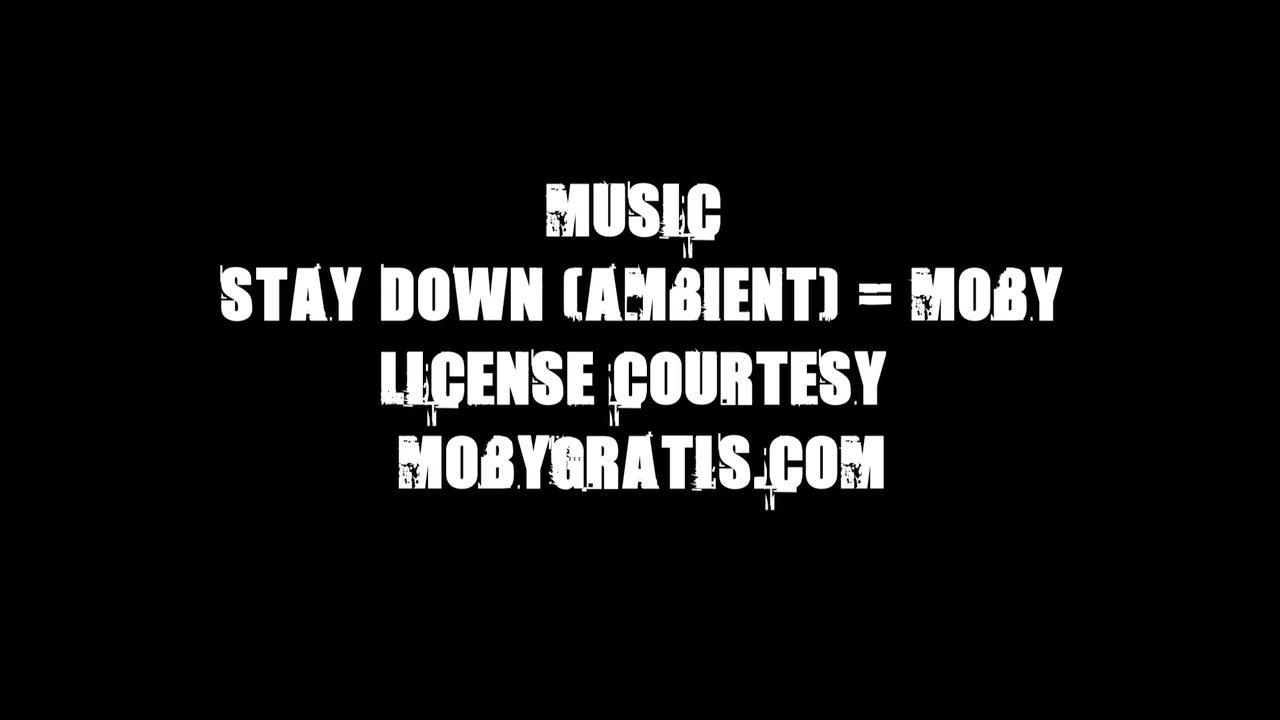 MUSIC
STAY DOWN (AMBIENT) = MOBY
LICENSE COURTESY
MOBYGRATIS.COM